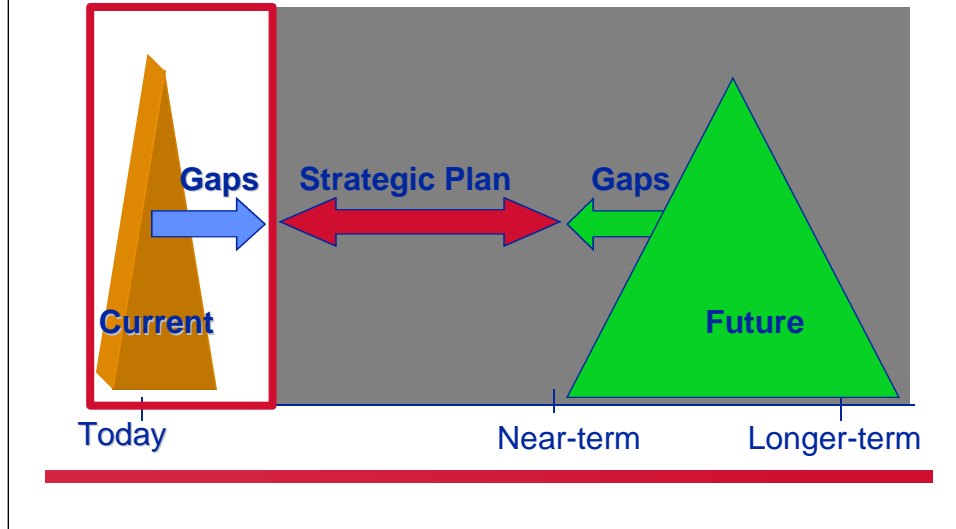 Gaps Strategic Plan Gaps
Current Future
Today Near-term Longer-term